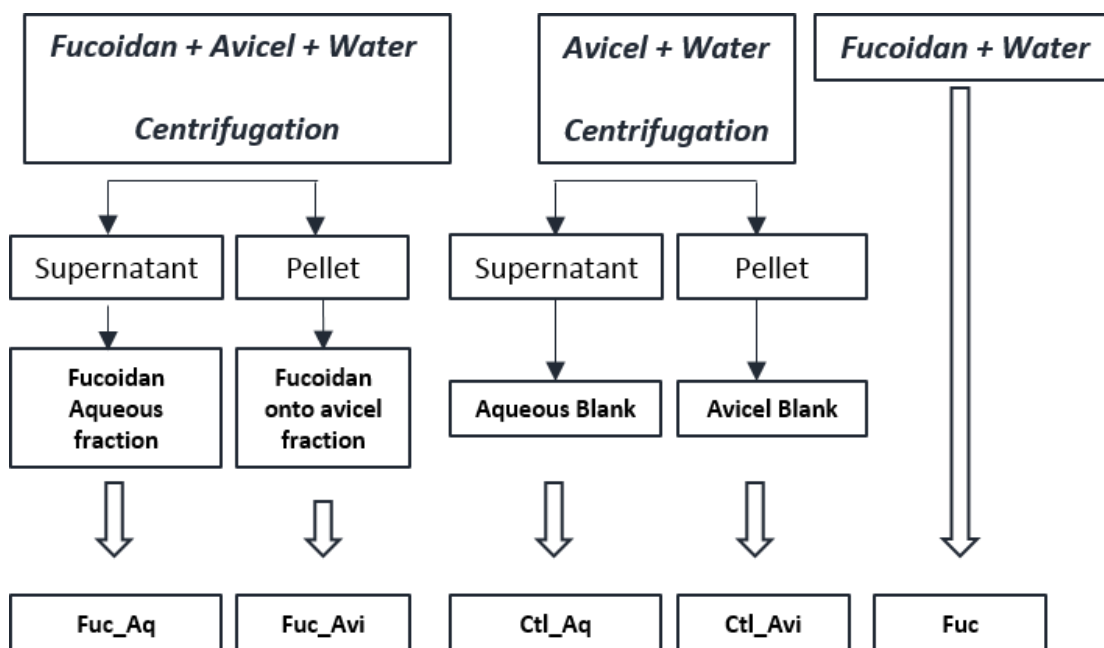 Fucoidan + Avicel + Water
Centrifugation
Avicel + Water
Centrifugation
Fucoidan + Water
Supernatant
Pellet
Supernatant
Pellet
Fucoidan
Aqueous
fraction
Fucoidan
onto avicel
fraction
Aqueous Blank
Avicel Blank
Fuc_Aq
Fuc_Avi
Ctl_Aq
Ctl_Avi
Fuc